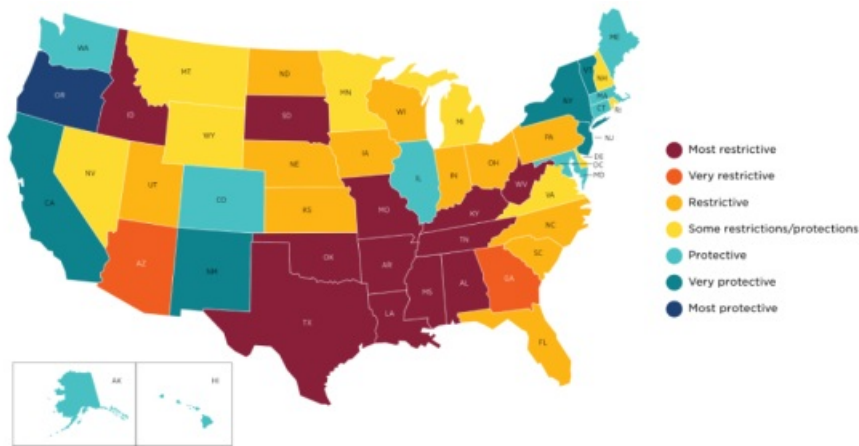 WA
MT
ND
MN
ME
OR
ID
SD
WI
MI
VT
NH
NY
MA
CT
RI
WY
NE
IA
PA
NJ
NV
UT
CO
IL
IN
OH
DE
DC
MD
CA
KS
MO
KY
WV
VA
AZ
NM
OK
AR
TN
NC
SC
TX
LA
MS
AL
GA
FL
AK
HI
Most restrictive
Very restrictive
Restrictive
Some restrictions/protections
Protective
Very protective
Most protective